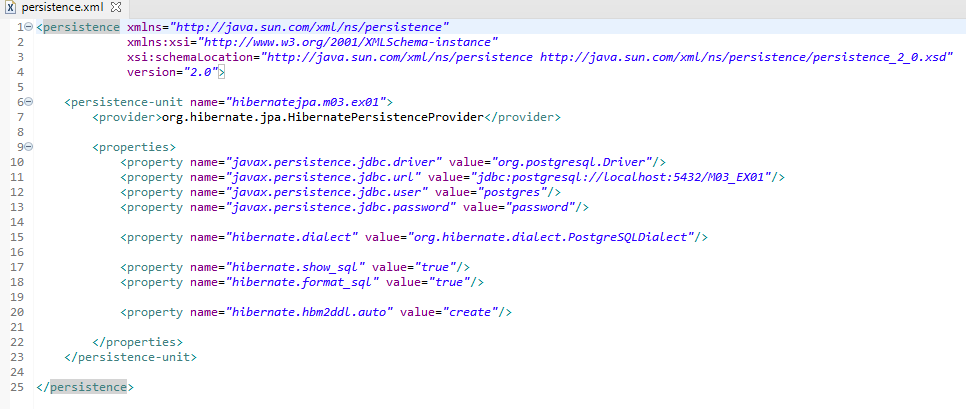 persistence.xml
1 <persistence xmlns="http://java.sun.com/xml/ns/persistence"
2 xmlns:xsi="http://www.w3.org/2001/XMLSchema-instance"
3 xsi:schemaLocation="http://java.sun.com/xml/ns/persistence http://java.sun.com/xml/ns/persistence/persistence_2_0.xsd"
4 version="2.0">
5
6 <persistence-unit name="hibernatejpa.m03.ex01">
7 <provider>org.hibernate.jpa.HibernatePersistenceProvider</provider>
8
9 <properties>
10 <property name="javax.persistence.jdbc.driver" value="org.postgresql.Driver"/>
11 <property name="javax.persistence.jdbc.url" value="jdbc:postgresql://localhost:5432/M03_EX01"/>
12 <property name="javax.persistence.jdbc.user" value="postgres"/>
13 <property name="javax.persistence.jdbc.password" value="password"/>
14
15 <property name="hibernate.dialect" value="org.hibernate.dialect.PostgreSQLDialect"/>
16
17 <property name="hibernate.show_sql" value="true"/>
18 <property name="hibernate.format_sql" value="true"/>
19
20 <property name="hibernate.hbm2ddl.auto" value="create"/>
21
22 </properties>
23 </persistence-unit>
24
25 </persistence>